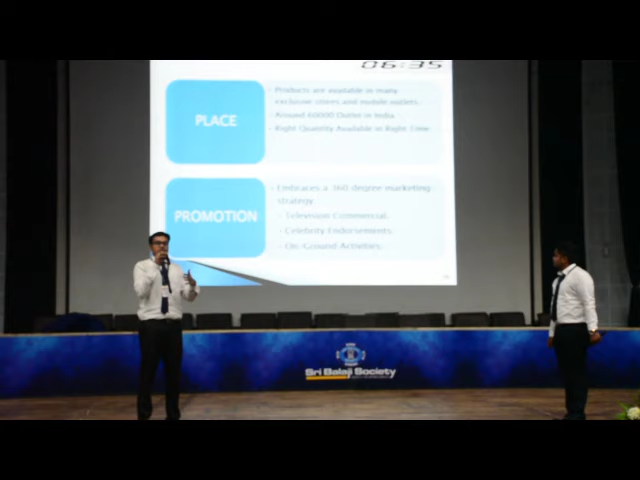 06:35
PLACE
Products are available in many
exclusive stores and mobile outlets.
Around 60000 Outlet in India
Right Quantity Available in Right Time
PROMOTION
Embraces a 360 degree marketing
strategy
- Television Commercial.
- Celebrity Endorsements.
- On-Ground Activities.
Sri Balaji Society